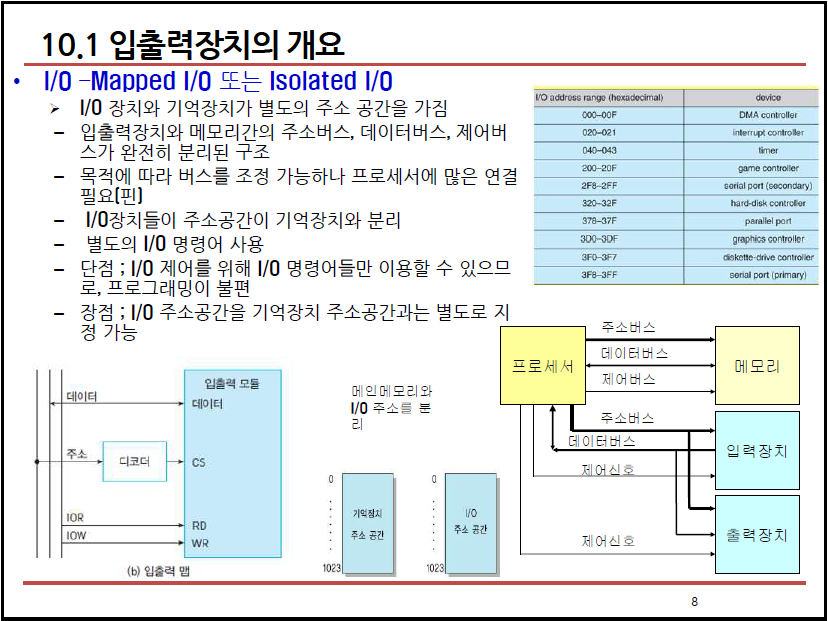 10.1 입출력장치의 개요
• I/O -Mapped I/O 또는 Isolated I/O
➢ I/O 장치와 기억장치가 별도의 주소 공간을 가짐
– 입출력장치와 메모리간의 주소버스, 데이터버스, 제어버
스가 완전히 분리된 구조
– 목적에 따라 버스를 조정 가능하나 프로세서에 많은 연결
필요(핀)
– I/O장치들이 주소공간이 기억장치와 분리
– 별도의 I/O 명령어 사용
– 단점 ; I/O 제어를 위해 I/O 명령어들만 이용할 수 있으므
로, 프로그래밍이 불편
– 장점 ; I/O 주소공간을 기억장치 주소공간과는 별도로 지
정 가능
I/O address range (hexadecimal) device
000–00F DMA controller
020–021 interrupt controller
040–043 timer
200–20F game controller
2F8–2FF serial port (secondary)
320–32F hard-disk controller
378–37F parallel port
3D0–3DF graphics controller
3F0–3F7 diskette-drive controller
3F8–3FF serial port (primary)
데이터
주소
디코더
IOR
IOW
입출력 모듈
데이터
CS
RD
WR
(b) 입출력 맵
메인메모리와
I/O 주소를 분
리
0
기억장치
주소 공간
1023
0
I/O
주소 공간
1023
프로세서
주소버스
데이터버스
제어버스
메모리
주소버스
데이터버스
제어신호
입력장치
제어신호
출력장치
8